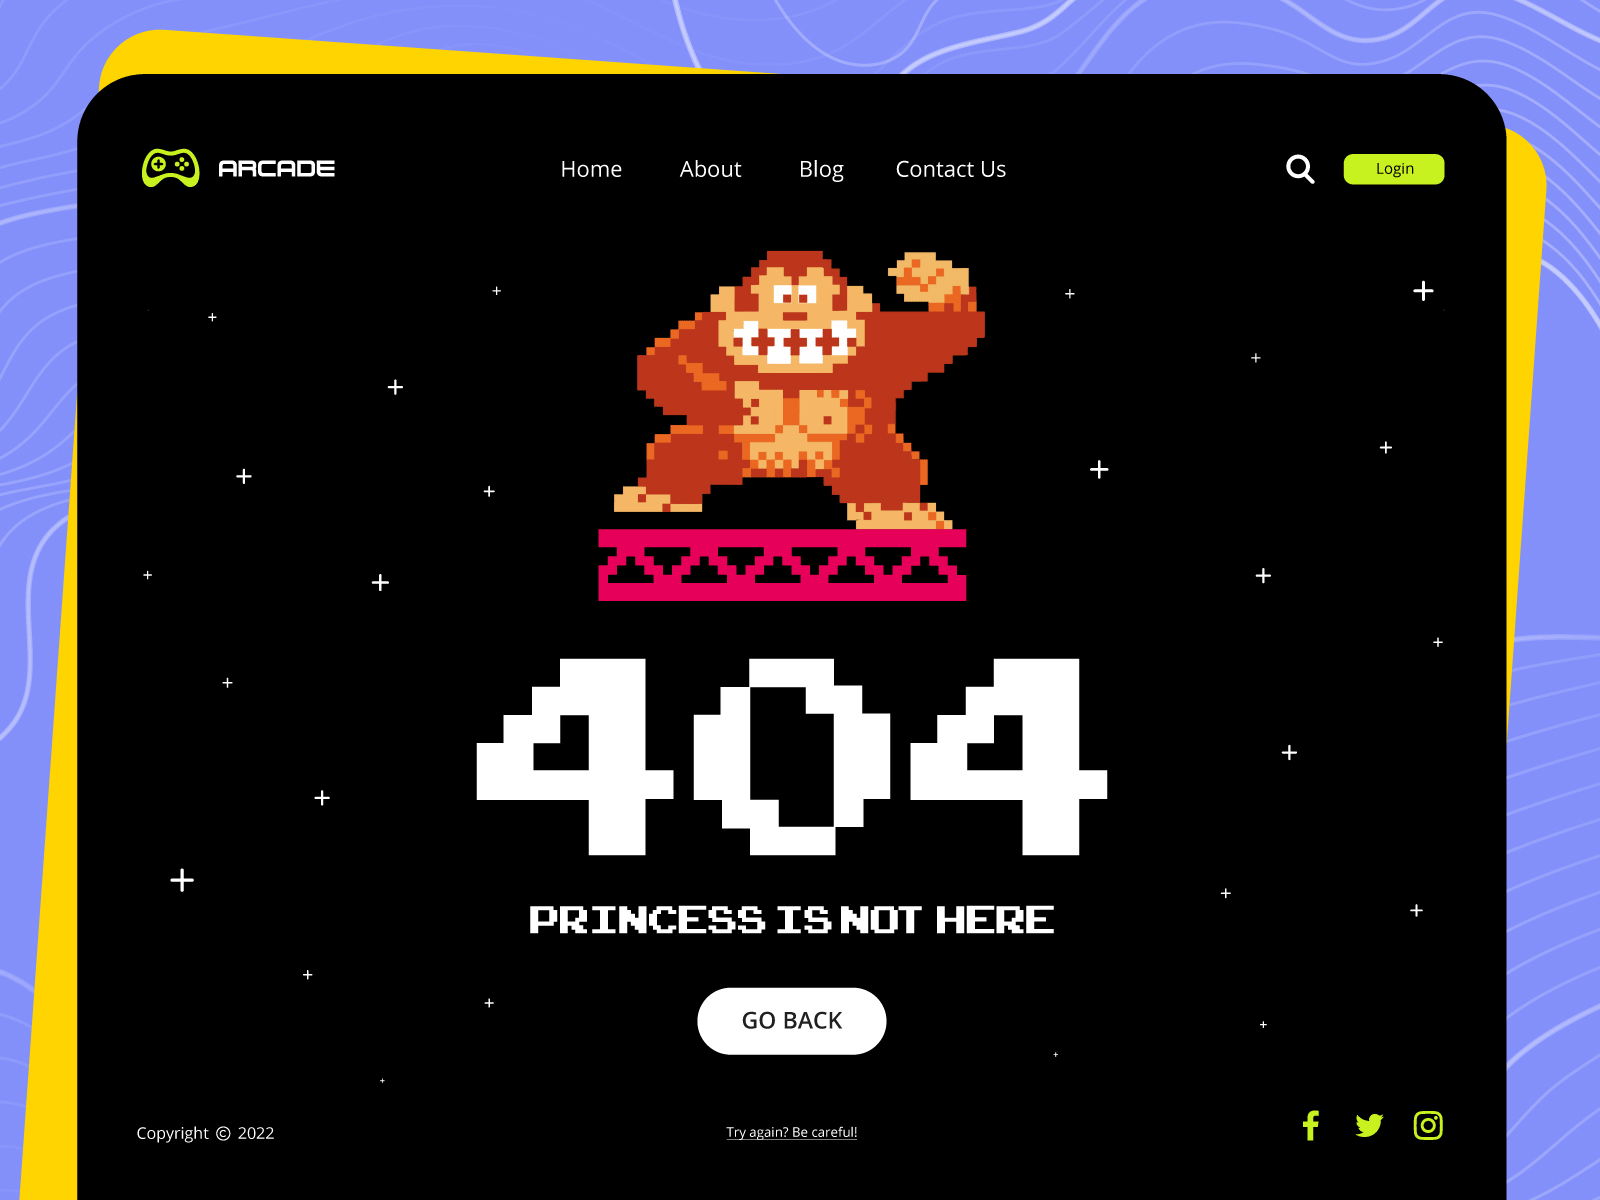 ARCADE
Home About Blog Contact Us
Login
404
PRINCESS IS NOT HERE
GO BACK
Copyright © 2022
Try again? Be careful!